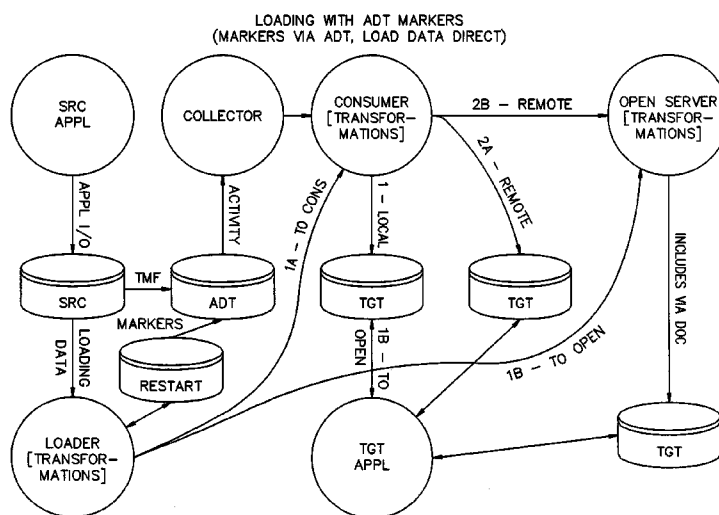 LOADING WITH ADT MARKERS
(MARKERS VIA ADT, LOAD DATA DIRECT)
SRC
APPL
COLLECTOR
CONSUMER
[TRANSFOR-
MATIONS]
2B - REMOTE
OPEN SERVER
[TRANSFOR-
MATIONS]
APPL I/O
ACTIVITY
1A - TO CONS
1 - LOCAL
2A - REMOTE
INCLUDES VIA DOC
SRC
TMF
ADT
TGT
TGT
MARKERS
LOADING
DATA
RESTART
1B - TO
OPEN
1B - TO OPEN
LOADER
[TRANSFOR-
MATIONS]
TGT
APPL
TGT